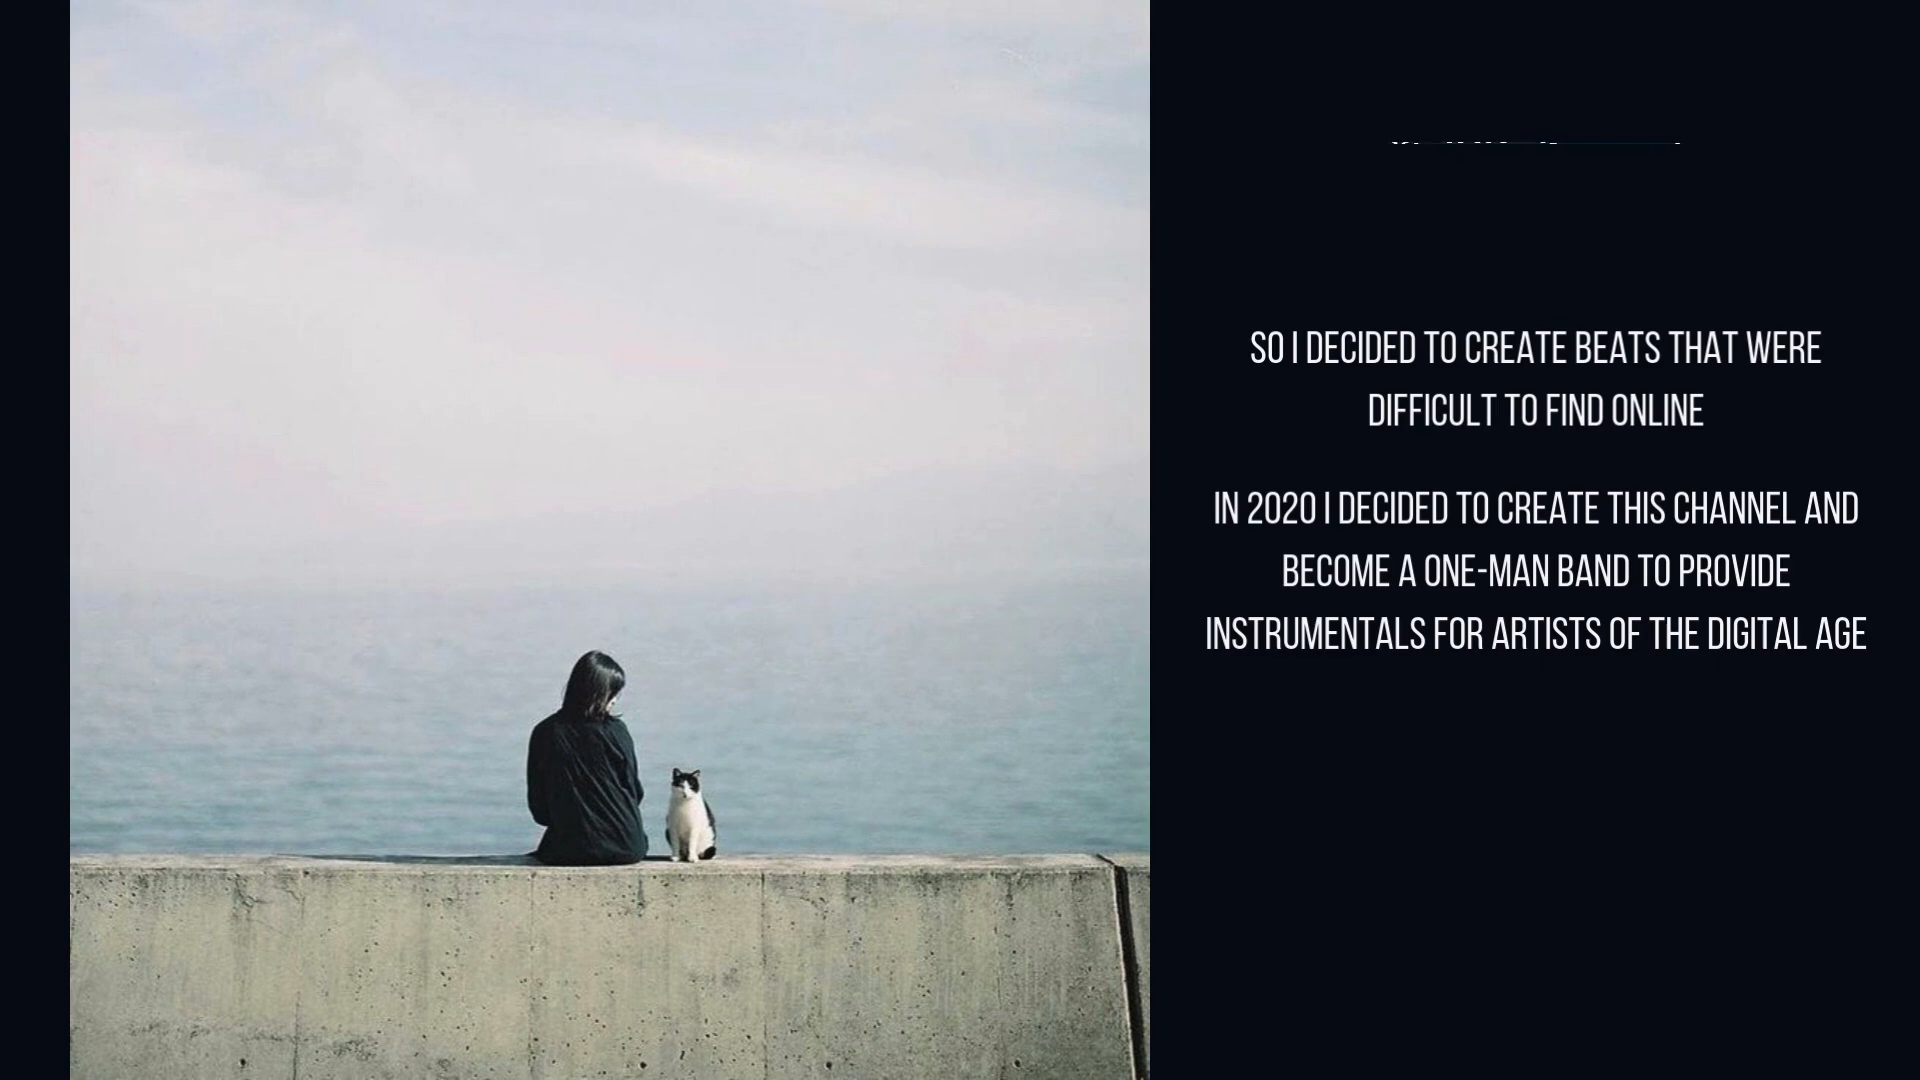 SO I DECIDED TO CREATE BEATS THAT WERE
DIFFICULT TO FIND ONLINE
IN 2020 I DECIDED TO CREATE THIS CHANNEL AND
BECOME A ONE-MAN BAND TO PROVIDE
INSTRUMENTALS FOR ARTISTS OF THE DIGITAL AGE